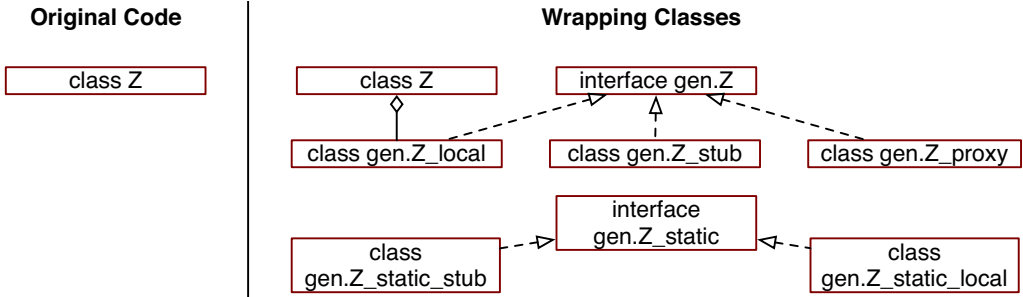 Original Code
Wrapping Classes
class Z
class Z
interface gen.Z
class gen.Z_local
class gen.Z_stub
class gen.Z_proxy
interface
gen.Z_static
class
gen.Z_static_stub
class
gen.Z_static_local